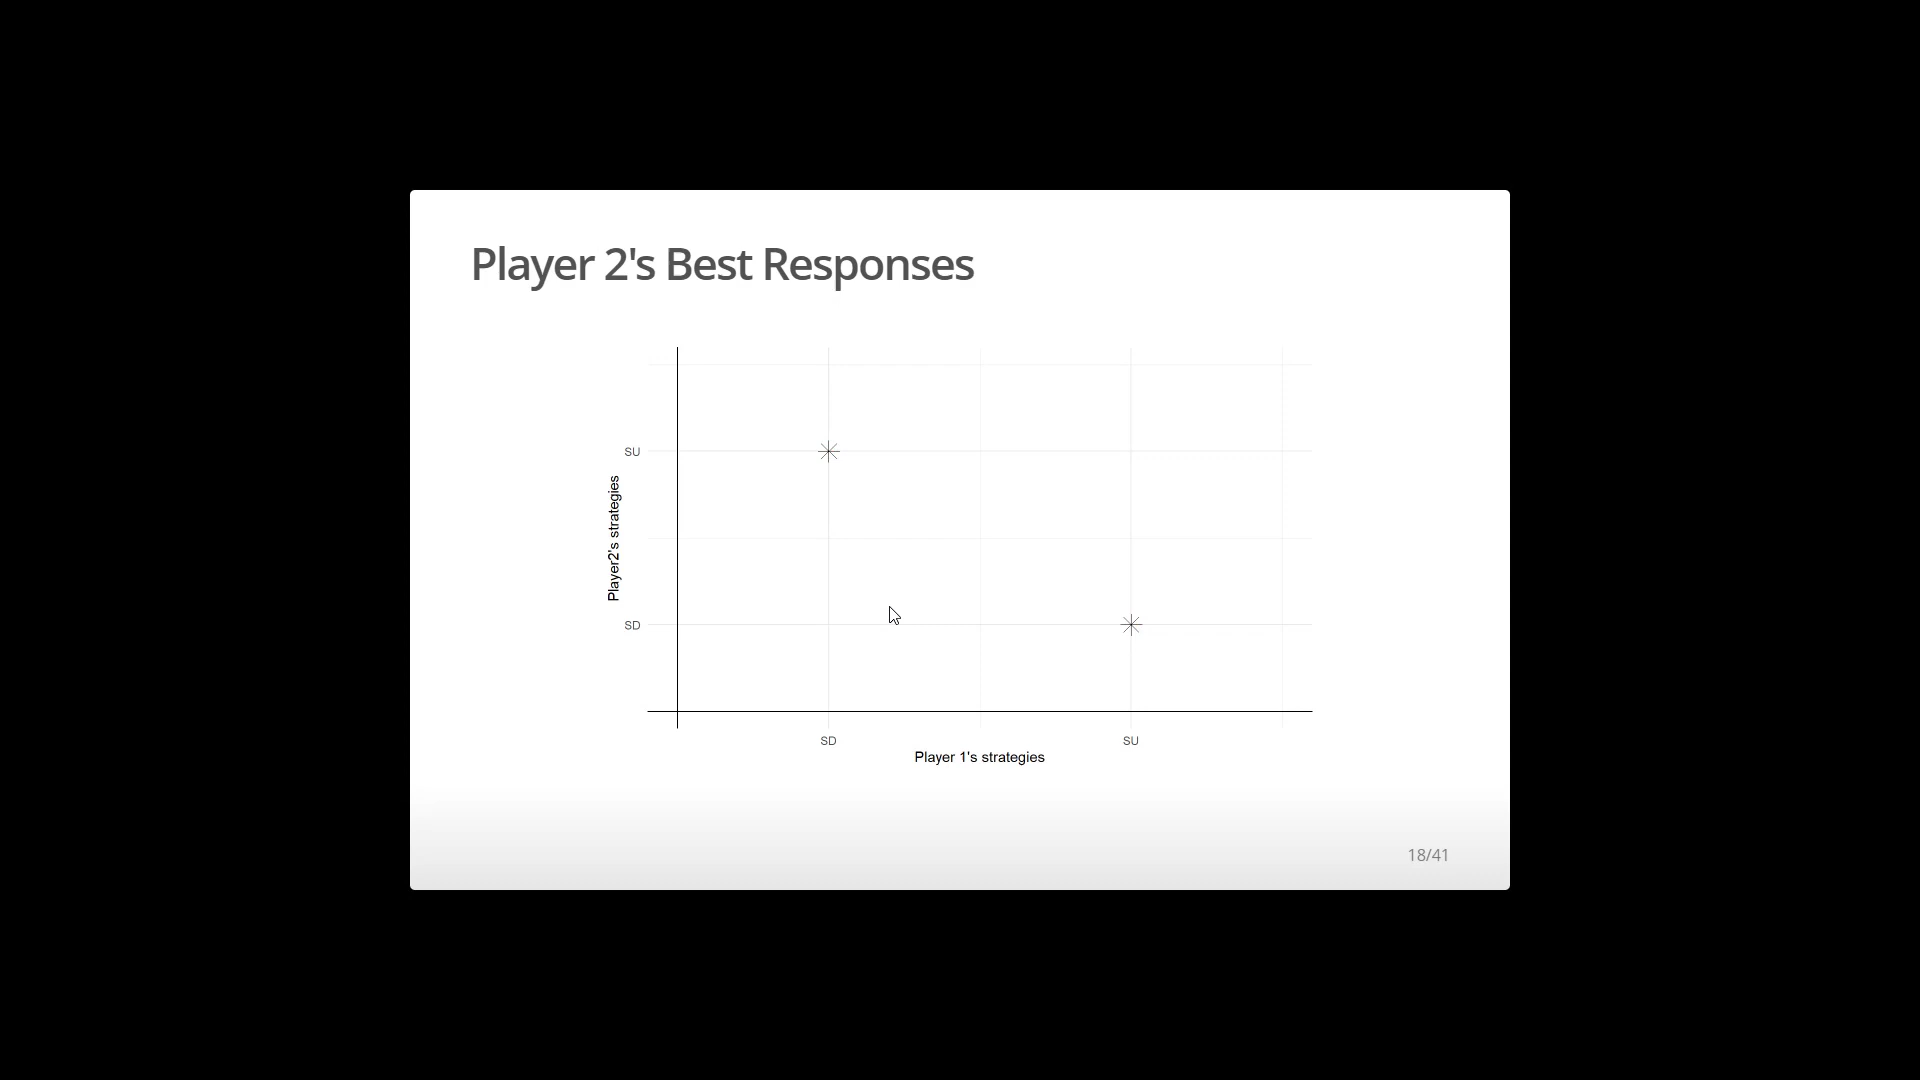 Player 2's Best Responses
SU
Player2's strategies
SD
SD
SU
Player 1's strategies
18/41